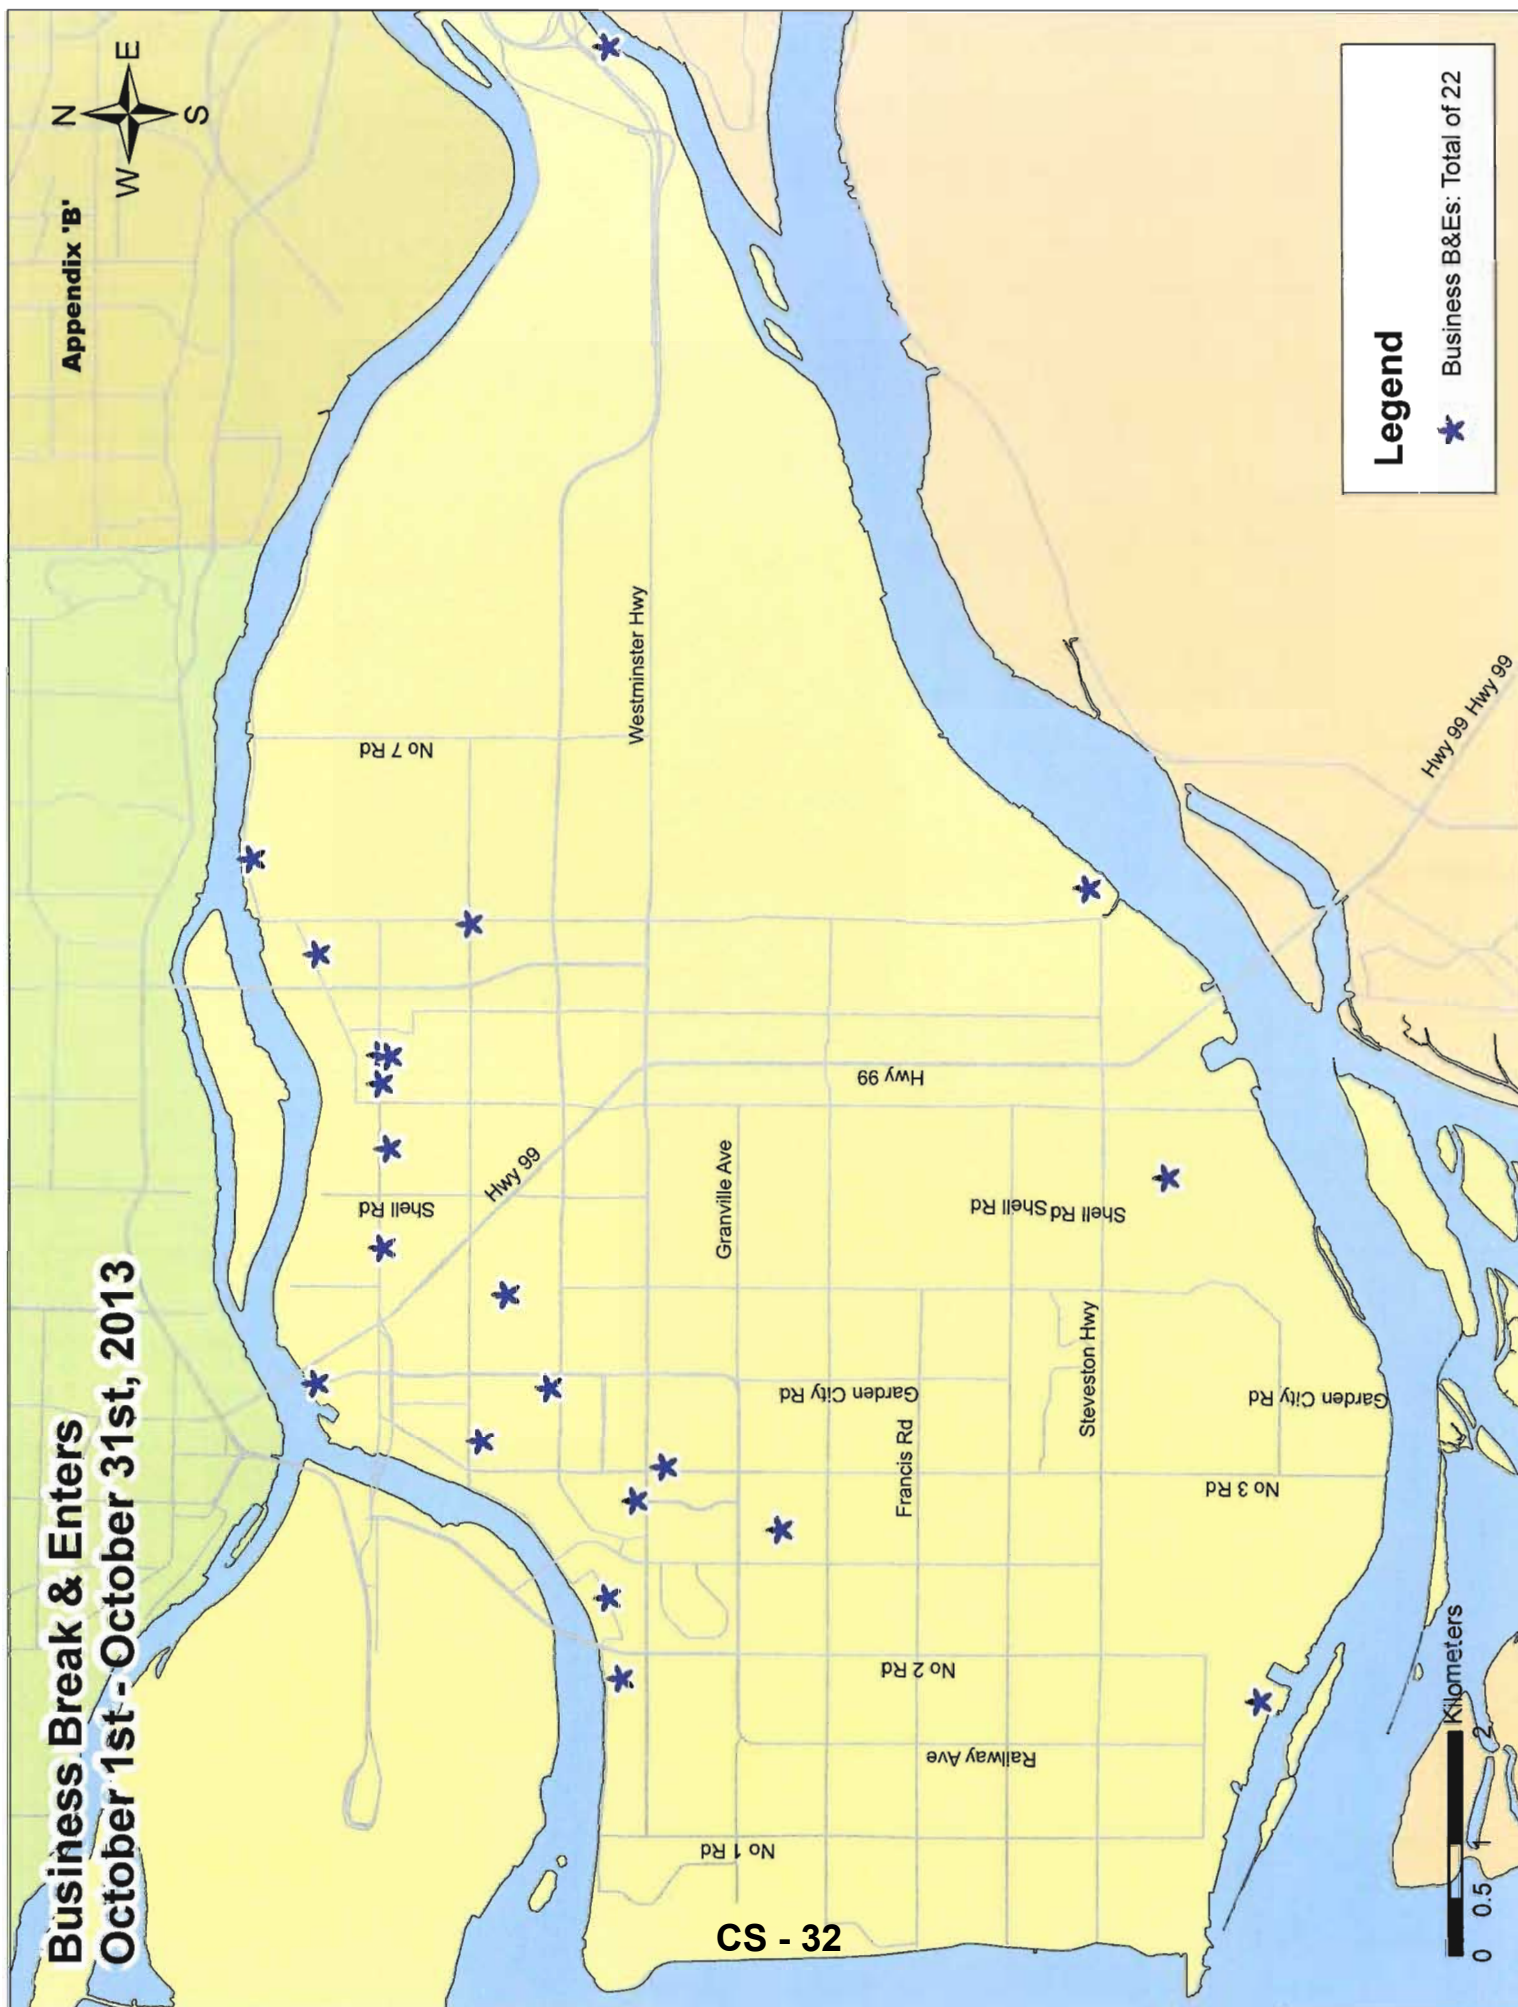 Business Break & Enters
October 1st - October 31st, 2013
Appendix 'B'
N
W
E
S
No 7 Rd
Westminster Hwy
Hwy 99
Shell Rd
Hwy 99
Granville Ave
Shell Rd
Shell Rd
Garden City Rd
Francis Rd
Steveston Hwy
Garden City Rd
No 3 Rd
No 2 Rd
Railway Ave
No 1 Rd
Hwy 99
Hwy 99
Legend
Business B&Es: Total of 22
Kilometers
0 0.5 1 2
CS - 32